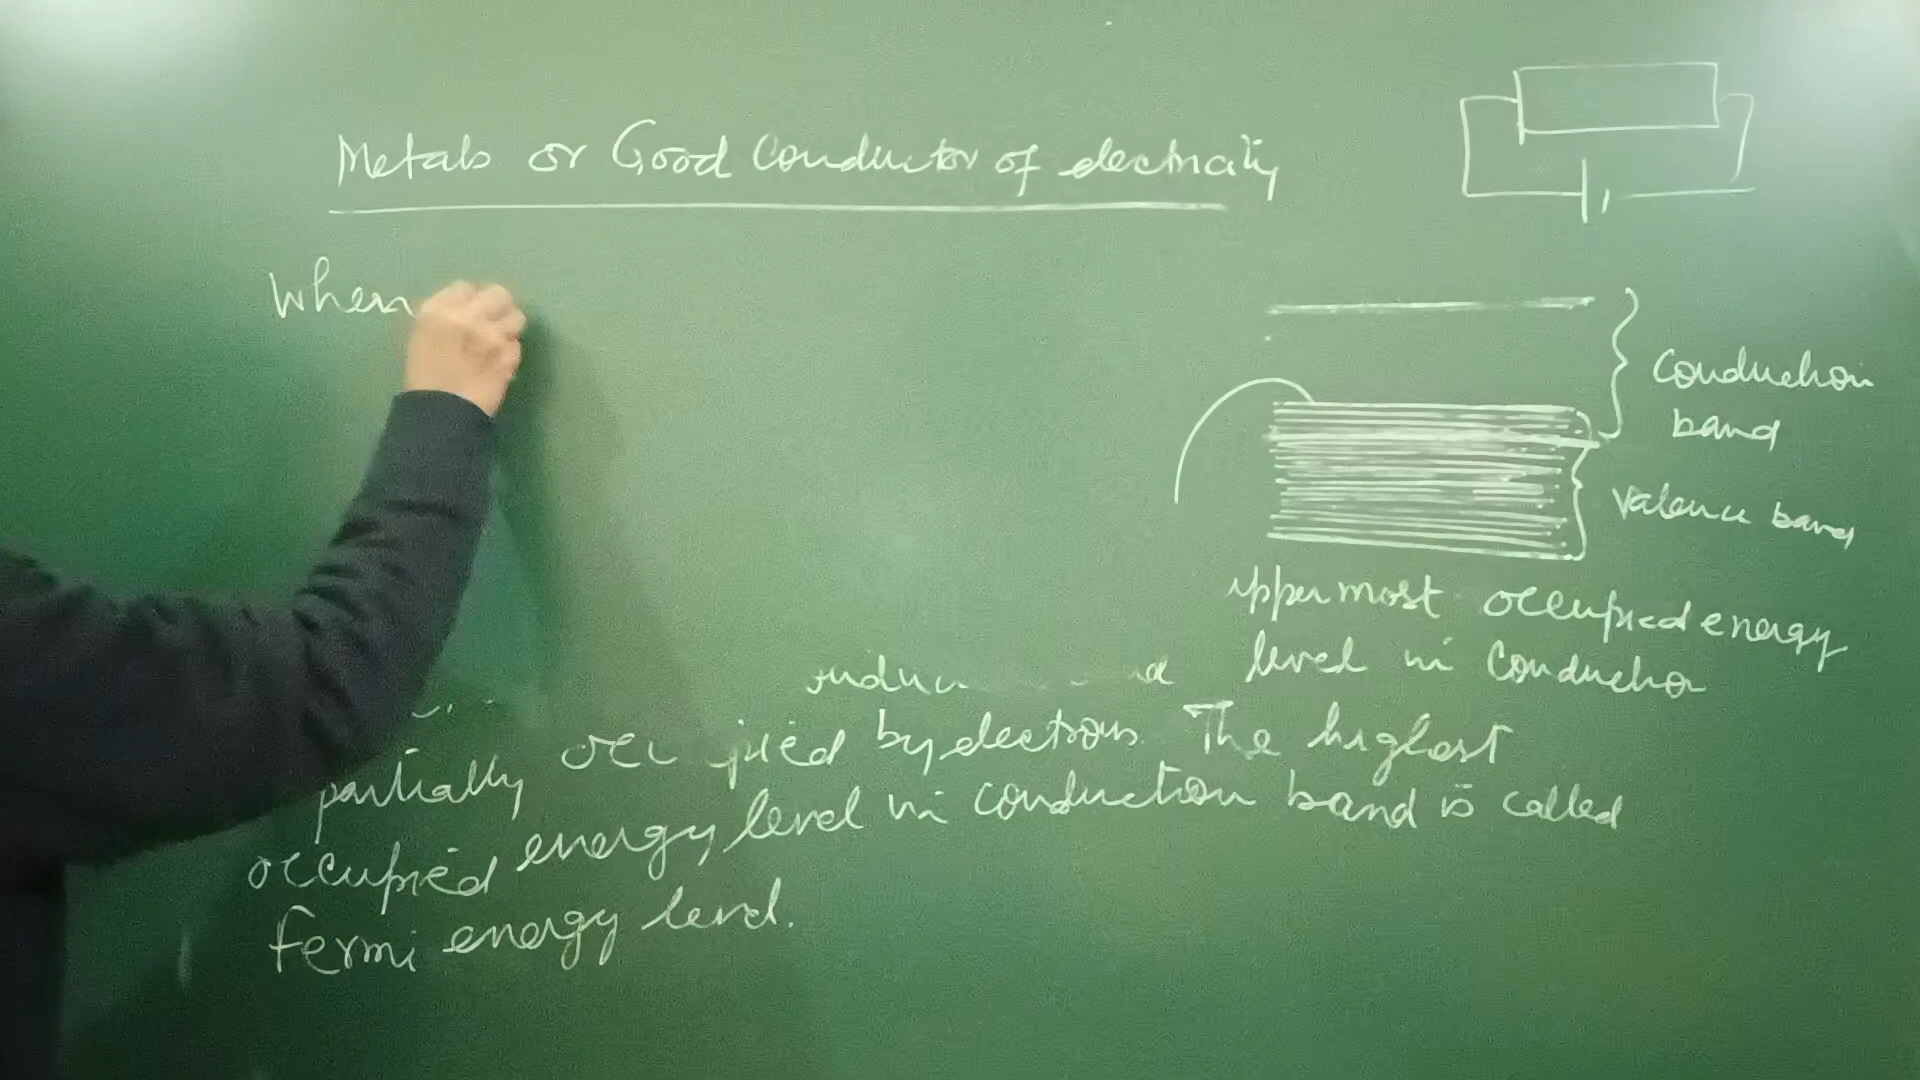 Metals or Good Conductor of electricity
When
Conduction
band
Valence band
uppermost occupied energy
level in Conductor
partially occupied by electrons. The highest
occupied energy level in conduction band is called
fermi energy level.